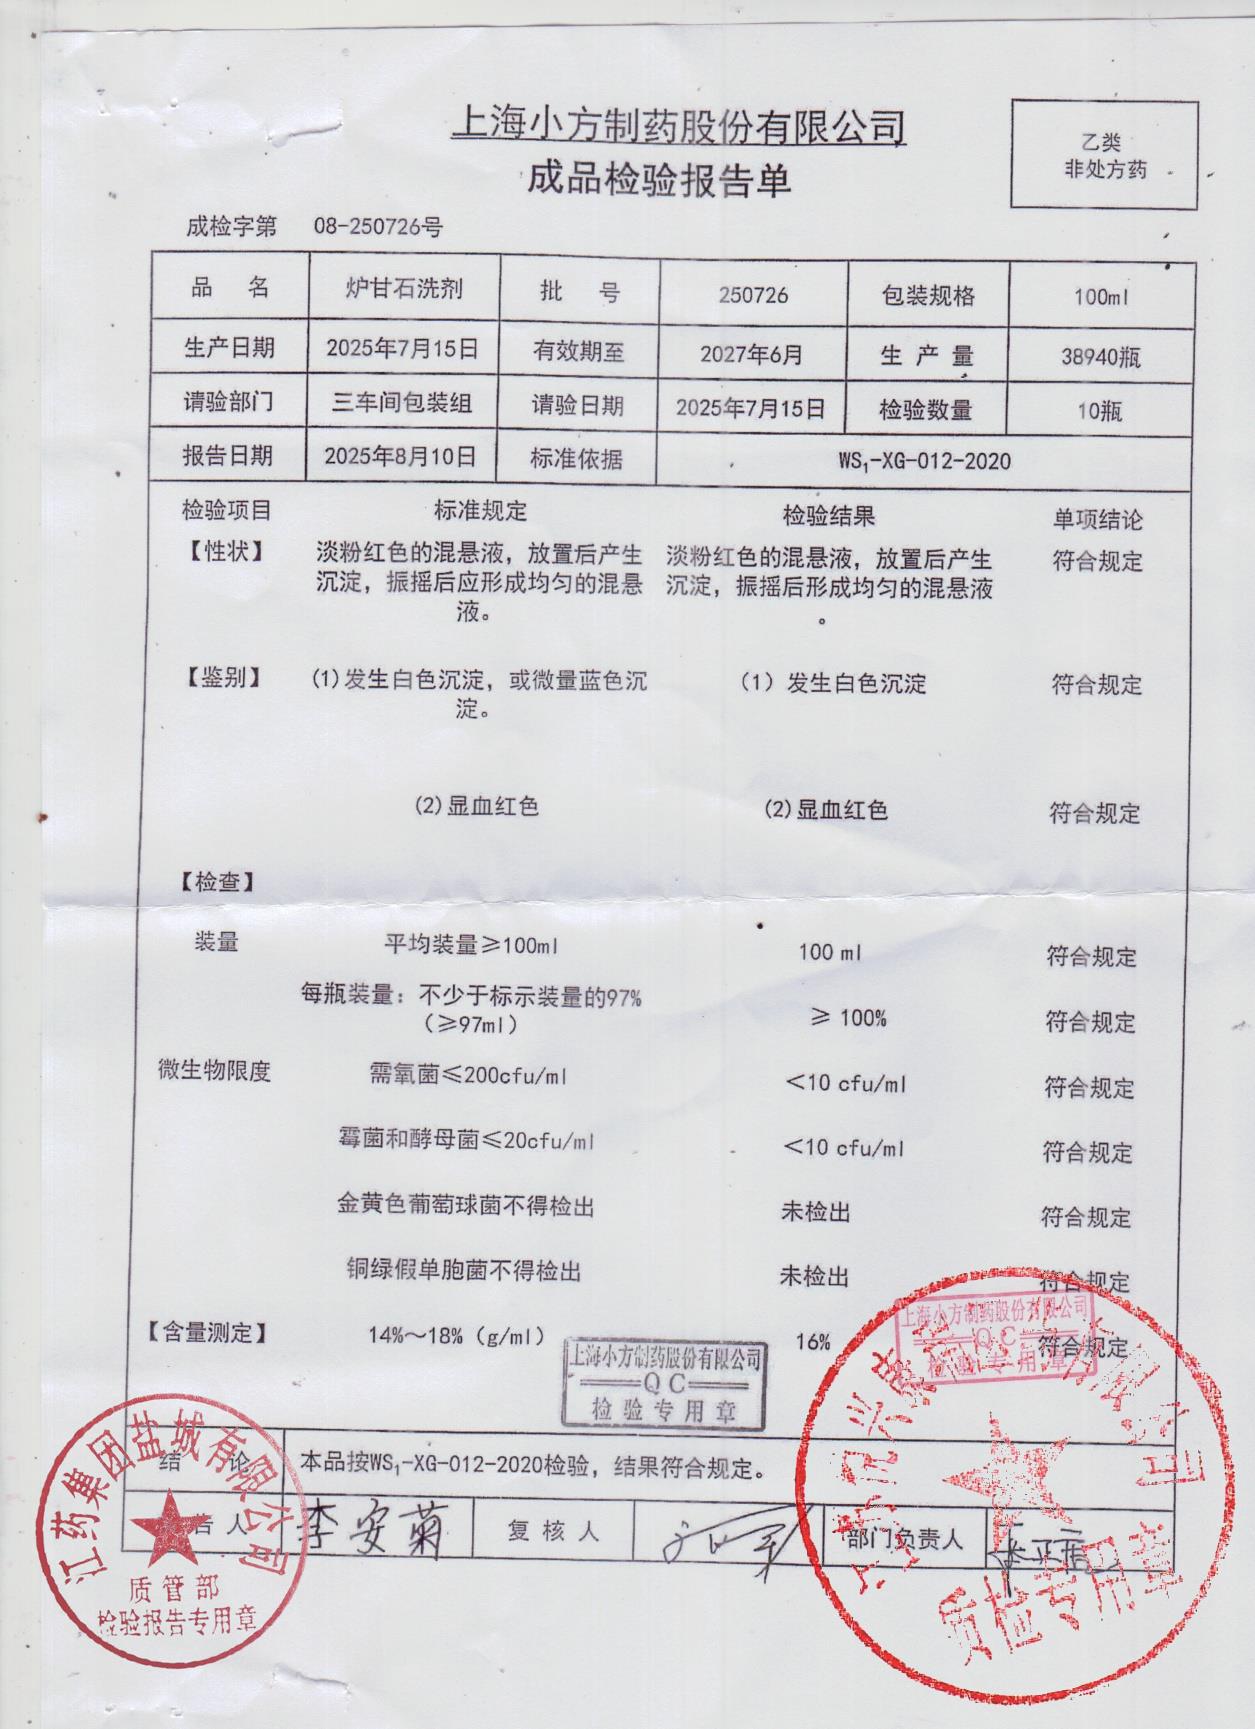 上海小方制药股份有限公司
成品检验报告单
乙类
非处方药
成检字第 08-250726号
品 名 炉甘石洗剂 批 号 250726 包装规格 100ml
生产日期 2025年7月15日 有效期至 2027年6月 生 产 量 38940瓶
请验部门 三车间包装组 请验日期 2025年7月15日 检验数量 10瓶
报告日期 2025年8月10日 标准依据 WS₁-XG-012-2020
检验项目 标准规定 检验结果 单项结论
【性状】 淡粉红色的混悬液，放置后产生 淡粉红色的混悬液，放置后产生 符合规定
沉淀，振摇后应形成均匀的混悬 沉淀，振摇后形成均匀的混悬液
液。 。
【鉴别】 (1)发生白色沉淀，或微量蓝色沉 (1) 发生白色沉淀 符合规定
淀。
(2)显血红色 (2)显血红色 符合规定
【检查】
装量 平均装量≥100ml 100 ml 符合规定
每瓶装量：不少于标示装量的97%
（≥97ml） ≥ 100% 符合规定
微生物限度 需氧菌≤200cfu/ml <10 cfu/ml 符合规定
霉菌和酵母菌≤20cfu/ml <10 cfu/ml 符合规定
金黄色葡萄球菌不得检出 未检出 符合规定
铜绿假单胞菌不得检出 未检出 符合规定
【含量测定】 14%～18%（g/ml） 16% 符合规定
上海小方制药股份有限公司
QC
检验专用章
上海小方制药股份有限公司
QC
检验专用章
结 论 本品按WS₁-XG-012-2020检验，结果符合规定。
告 人 李安菊 复 核 人 部门负责人
江药集团盐城有限公司
质管部
检验报告专用章
质检专用章